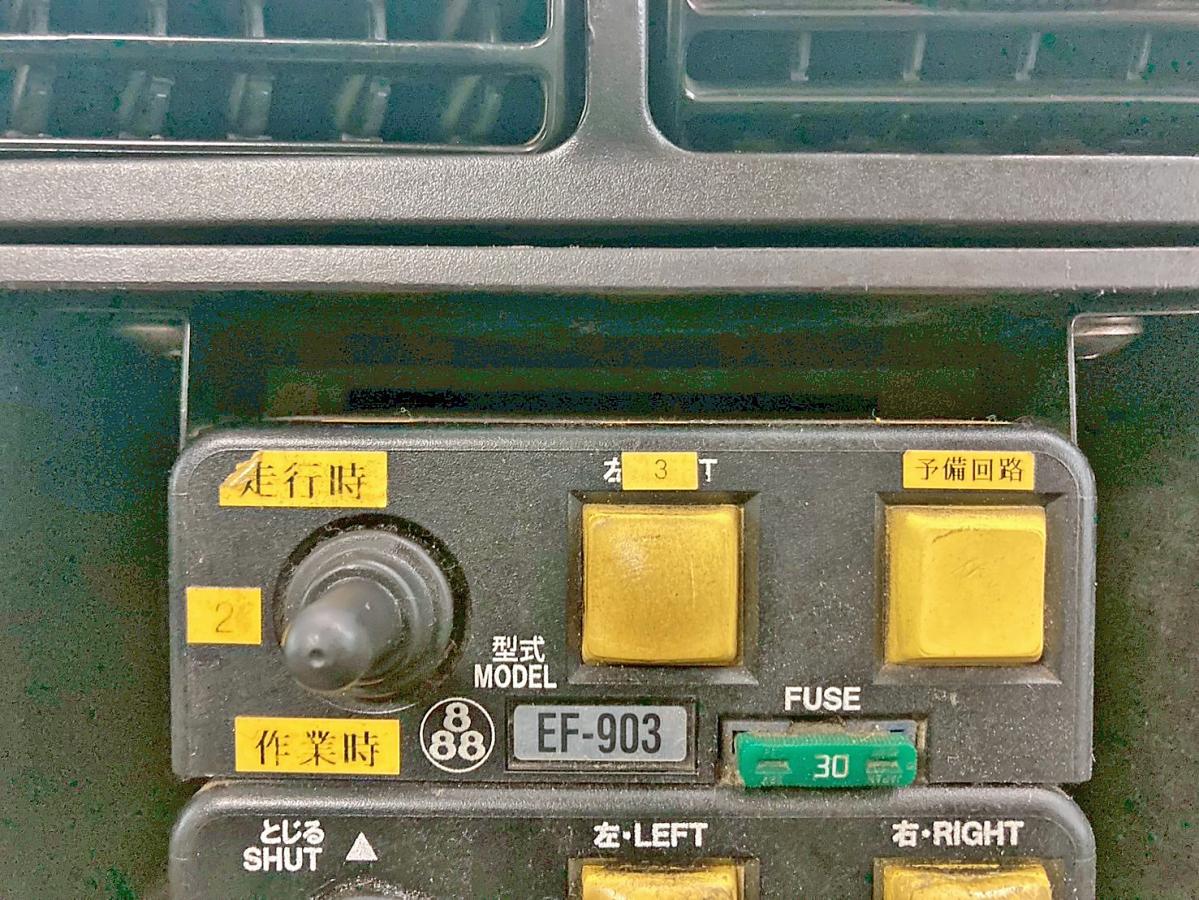 走行時
左 3 T
予備回路
2
型式
MODEL
作業時
8
88
EF-903
FUSE
30
とじる
SHUT ▲
左・LEFT
右・RIGHT